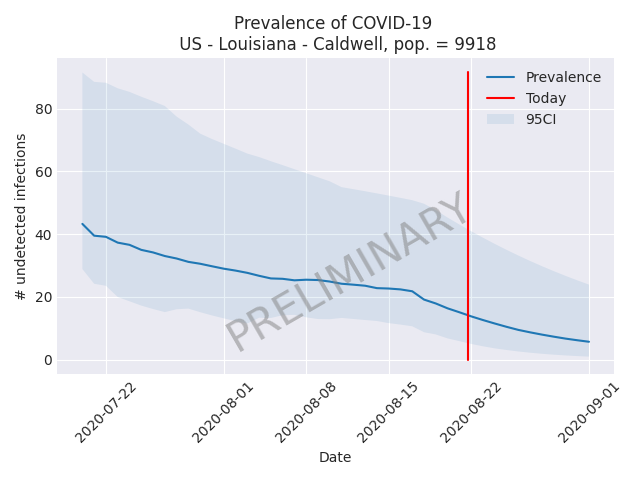 Prevalence of COVID-19
US - Louisiana - Caldwell, pop. = 9918
Prevalence
Today
95CI
PRELIMINARY
# undetected infections
80
60
40
20
0
2020-07-22
2020-08-01
2020-08-08
2020-08-15
2020-08-22
2020-09-01
Date